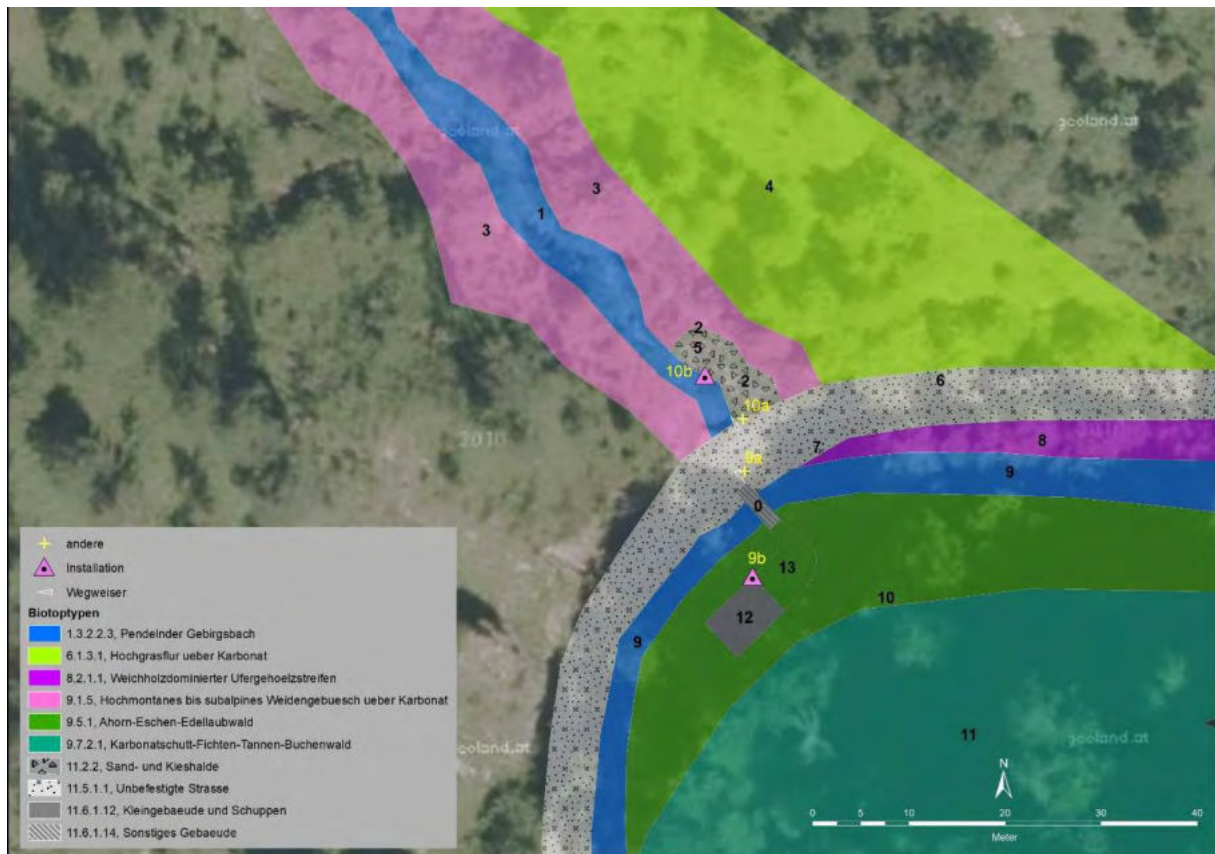 geoland.at
geoland.at
3
4
1
3
2
5
10b
2
10a
6
2010
7
8
9a
9
0
9b
13
10
12
9
11
geoland.at
geoland.at
andere
Installation
Wegweiser
Biotoptypen
1.3.2.2.3, Pendelnder Gebirgsbach
6.1.3.1, Hochgrasflur ueber Karbonat
8.2.1.1, Weichholzdominierter Ufergehoelzstreifen
9.1.5, Hochmontanes bis subalpines Weidengebuesch ueber Karbonat
9.5.1, Ahorn-Eschen-Edellaubwald
9.7.2.1, Karbonatschutt-Fichten-Tannen-Buchenwald
11.2.2, Sand- und Kieshalde
11.5.1.1, Unbefestigte Strasse
11.6.1.12, Kleingebaeude und Schuppen
11.6.1.14, Sonstiges Gebaeude
N
0 10 20 30 40
Meter